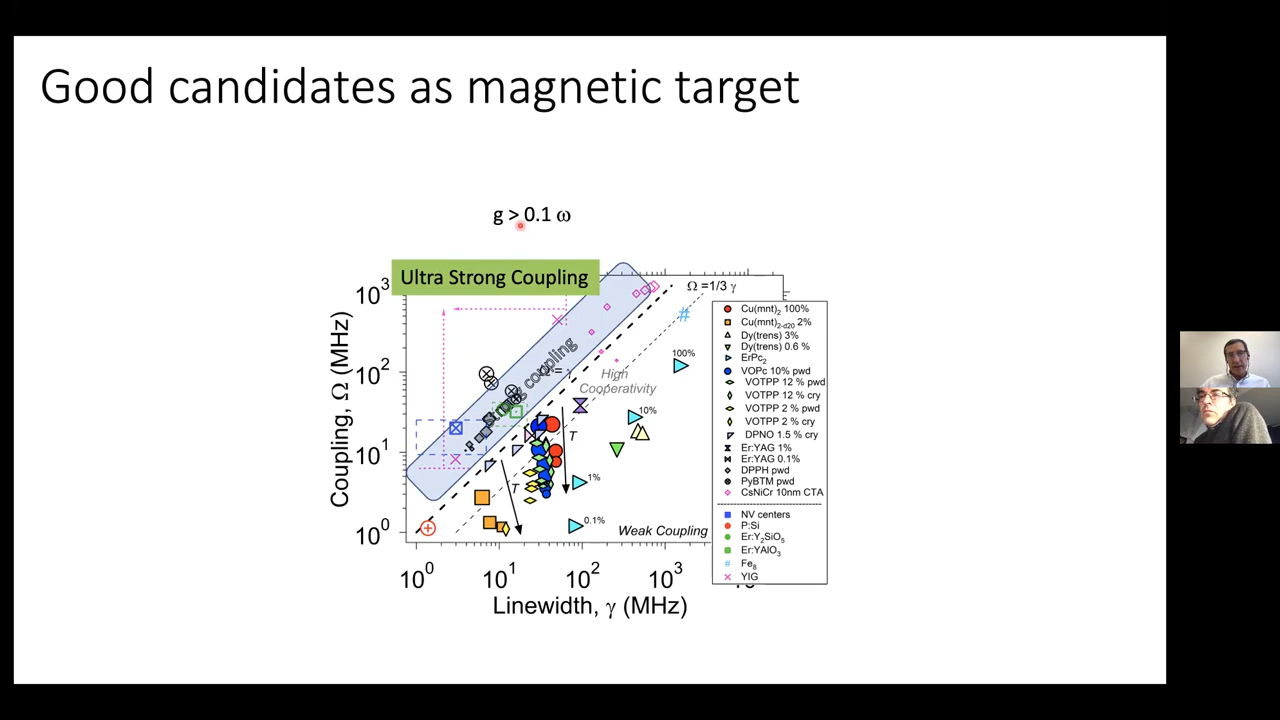 Good candidates as magnetic target
g > 0.1 ω
Ultra Strong Coupling
Ω =1/3 γ
10³
10²
10¹
10⁰
Coupling, Ω (MHz)
coupling
High
Cooperativity
T
T
100%
10%
1%
0.1%
Weak Coupling
10⁰ 10¹ 10² 10³
Linewidth, γ (MHz)
Cu(mnt)₂ 100%
Cu(mnt)₂₋d20 2%
Dy(trens) 3%
Dy(trens) 0.6 %
ErPc₂
VOPc 10% pwd
VOTPP 12 % pwd
VOTPP 12 % cry
VOTPP 2 % pwd
VOTPP 2 % cry
DPNO 1.5 % cry
Er:YAG 1%
Er:YAG 0.1%
DPPH pwd
PyBTM pwd
CsNiCr 10nm CTA
NV centers
P:Si
Er:Y₂SiO₅
Er:YAlO₃
Fe₈
YIG